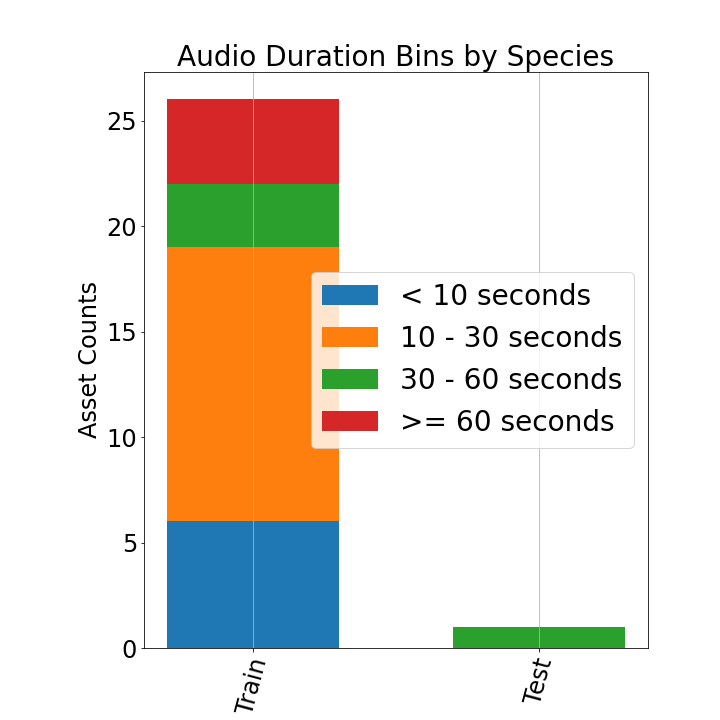 Audio Duration Bins by Species
Asset Counts
25
20
15
10
5
0
< 10 seconds
10 - 30 seconds
30 - 60 seconds
>= 60 seconds
Train
Test